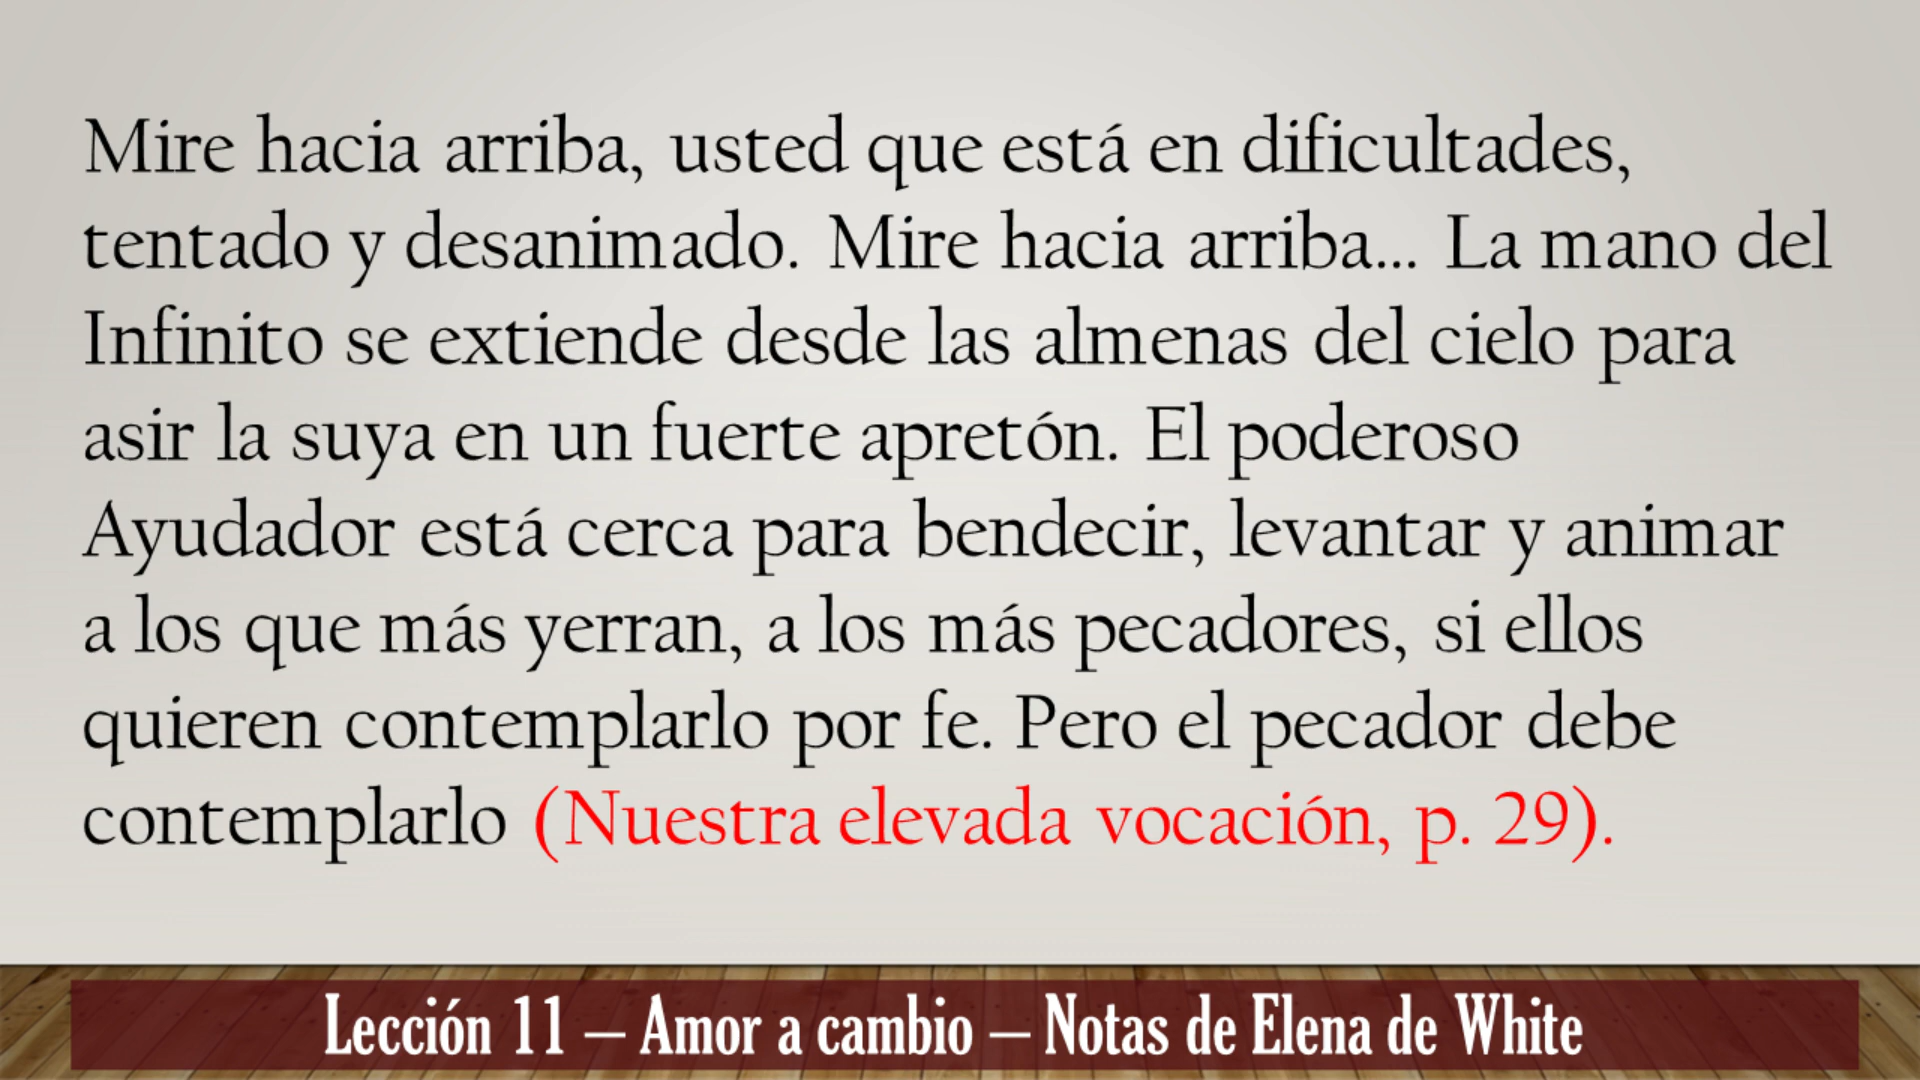 Mire hacia arriba, usted que está en dificultades,
tentado y desanimado. Mire hacia arriba... La mano del
Infinito se extiende desde las almenas del cielo para
asir la suya en un fuerte apretón. El poderoso
Ayudador está cerca para bendecir, levantar y animar
a los que más yerran, a los más pecadores, si ellos
quieren contemplarlo por fe. Pero el pecador debe
contemplarlo (Nuestra elevada vocación, p. 29).
Lección 11 – Amor a cambio – Notas de Elena de White